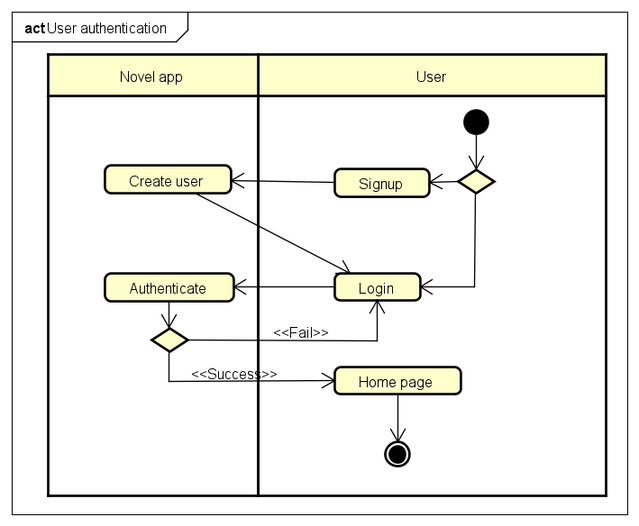 act User authentication
Novel app
User
Create user
Signup
Authenticate
Login
<<Fail>>
<<Success>>
Home page